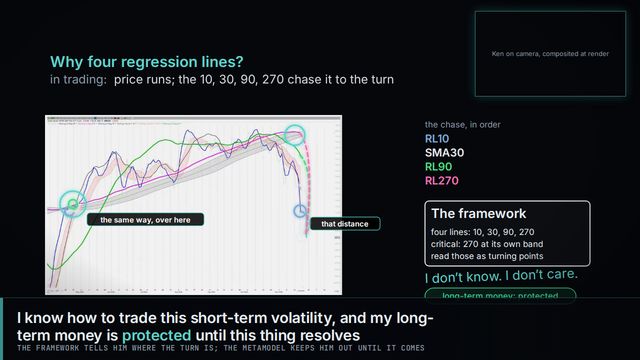 Why four regression lines?
in trading: price runs; the 10, 30, 90, 270 chase it to the turn
Ken on camera, composited at render
the chase, in order
RL10
SMA30
RL90
RL270
the same way, over here
that distance
The framework
four lines: 10, 30, 90, 270
critical: 270 at its own band
read those as turning points
I don't know. I don't care.
long-term money: protected
I know how to trade this short-term volatility, and my long-
term money is protected until this thing resolves
THE FRAMEWORK TELLS HIM WHERE THE TURN IS; THE METAMODEL KEEPS HIM OUT UNTIL IT COMES